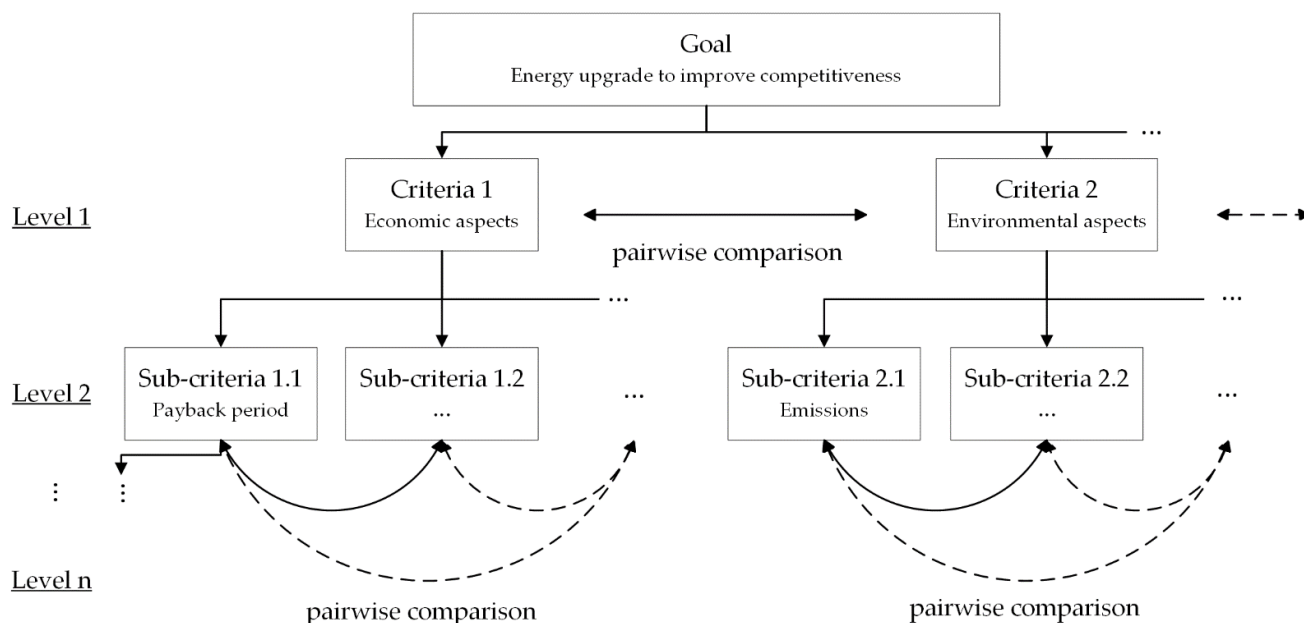 Goal
Energy upgrade to improve competitiveness
...
Level 1
Criteria 1
Economic aspects
pairwise comparison
Criteria 2
Environmental aspects
...
...
Level 2
Sub-criteria 1.1
Payback period
Sub-criteria 1.2
...
...
Sub-criteria 2.1
Emissions
Sub-criteria 2.2
...
...
Level n
pairwise comparison
pairwise comparison